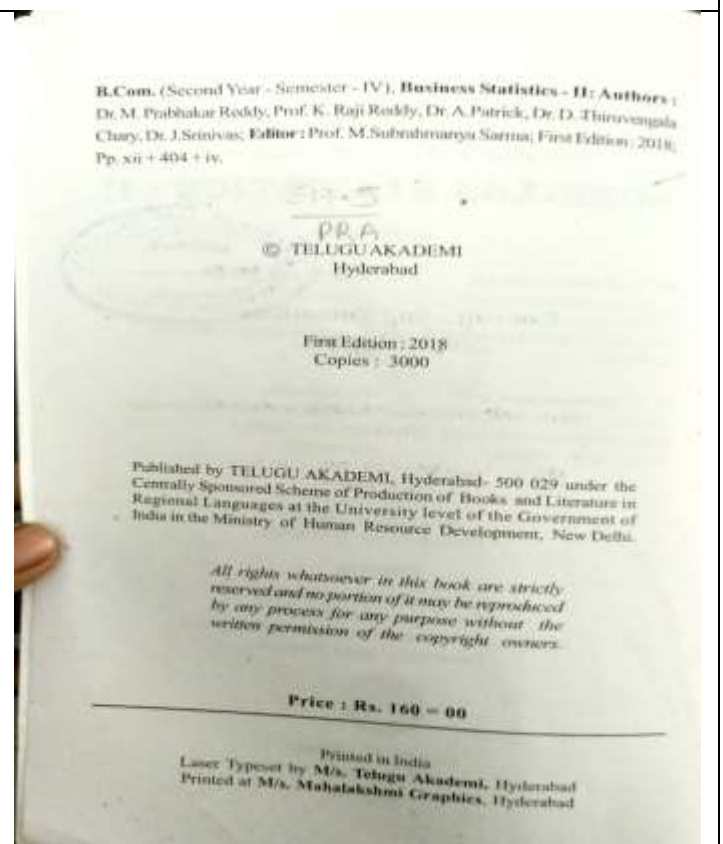 B.Com. (Second Year - Semester - IV), Business Statistics - II: Authors :
Dr. M. Prabhakar Reddy, Prof. K. Raji Reddy, Dr. A. Patrick, Dr. D. Thiruvengala
Chary, Dr. J.Srinivas; Editor : Prof. M.Subrahmanya Sarma; First Edition : 2018;
Pp. xii + 404 + iv.
PRA
© TELUGU AKADEMI
Hyderabad
First Edition : 2018
Copies : 3000
Published by TELUGU AKADEMI, Hyderabad- 500 029 under the
Centrally Sponsored Scheme of Production of Books and Literature in
Regional Languages at the University level of the Government of
India in the Ministry of Human Resource Development, New Delhi.
All rights whatsoever in this book are strictly
reserved and no portion of it may be reproduced
by any process for any purpose without the
written permission of the copyright owners.
Price : Rs. 160 = 00
Printed in India
Laser Typeset by M/s. Telugu Akademi, Hyderabad
Printed at M/s. Mahalakshmi Graphics, Hyderabad